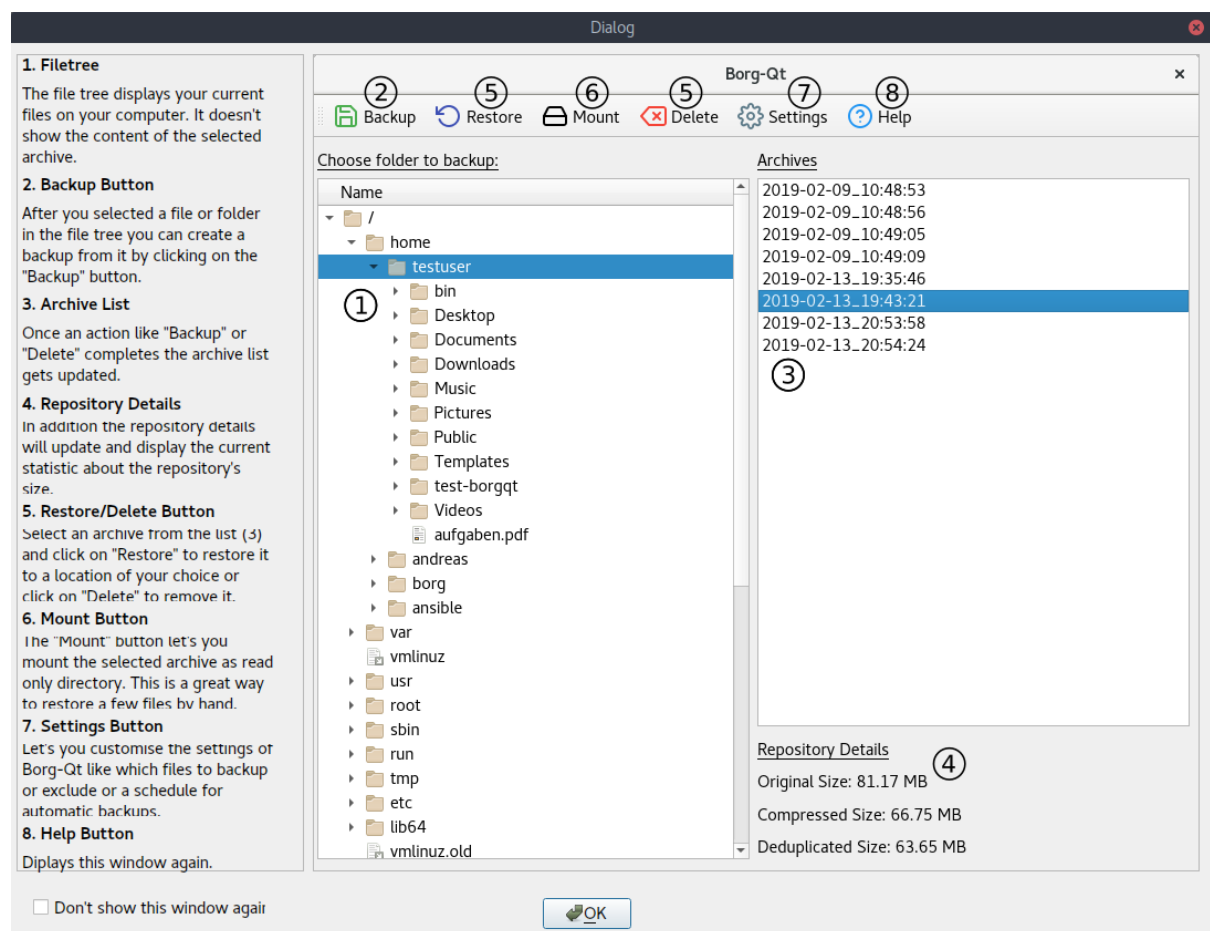 Dialog
1. Filetree
The file tree displays your current
files on your computer. It doesn't
show the content of the selected
archive.
2. Backup Button
After you selected a file or folder
in the file tree you can create a
backup from it by clicking on the
"Backup" button.
3. Archive List
Once an action like "Backup" or
"Delete" completes the archive list
gets updated.
4. Repository Details
In addition the repository details
will update and display the current
statistic about the repository's
size.
5. Restore/Delete Button
Select an archive from the list (3)
and click on "Restore" to restore it
to a location of your choice or
click on "Delete" to remove it.
6. Mount Button
The "Mount" button let's you
mount the selected archive as read
only directory. This is a great way
to restore a few files by hand.
7. Settings Button
Let's you customise the settings of
Borg-Qt like which files to backup
or exclude or a schedule for
automatic backups.
8. Help Button
Diplays this window again.
Don't show this window again
Borg-Qt
2 5 6 5 7 8
Backup Restore Mount Delete Settings Help
Choose folder to backup:
Name
/
home
testuser
1
bin
Desktop
Documents
Downloads
Music
Pictures
Public
Templates
test-borgqt
Videos
aufgaben.pdf
andreas
borg
ansible
var
vmlinuz
usr
root
sbin
run
tmp
etc
lib64
vmlinuz.old
Archives
2019-02-09_10:48:53
2019-02-09_10:48:56
2019-02-09_10:49:05
2019-02-09_10:49:09
2019-02-13_19:35:46
2019-02-13_19:43:21
2019-02-13_20:53:58
2019-02-13_20:54:24
3
Repository Details
4
Original Size: 81.17 MB
Compressed Size: 66.75 MB
Deduplicated Size: 63.65 MB
OK